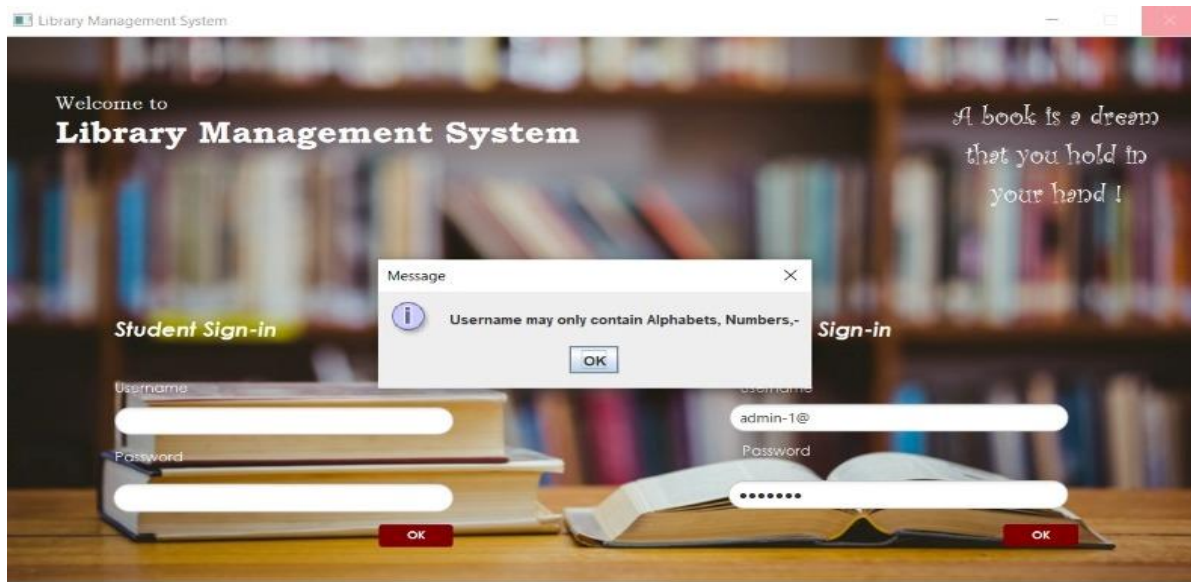 Library Management System
Welcome to
Library Management System
A book is a dream
that you hold in
your hand !
Message
i
Username may only contain Alphabets, Numbers,-
OK
Student Sign-in
Username
Password
OK
Sign-in
Username
admin-1@
Password
OK